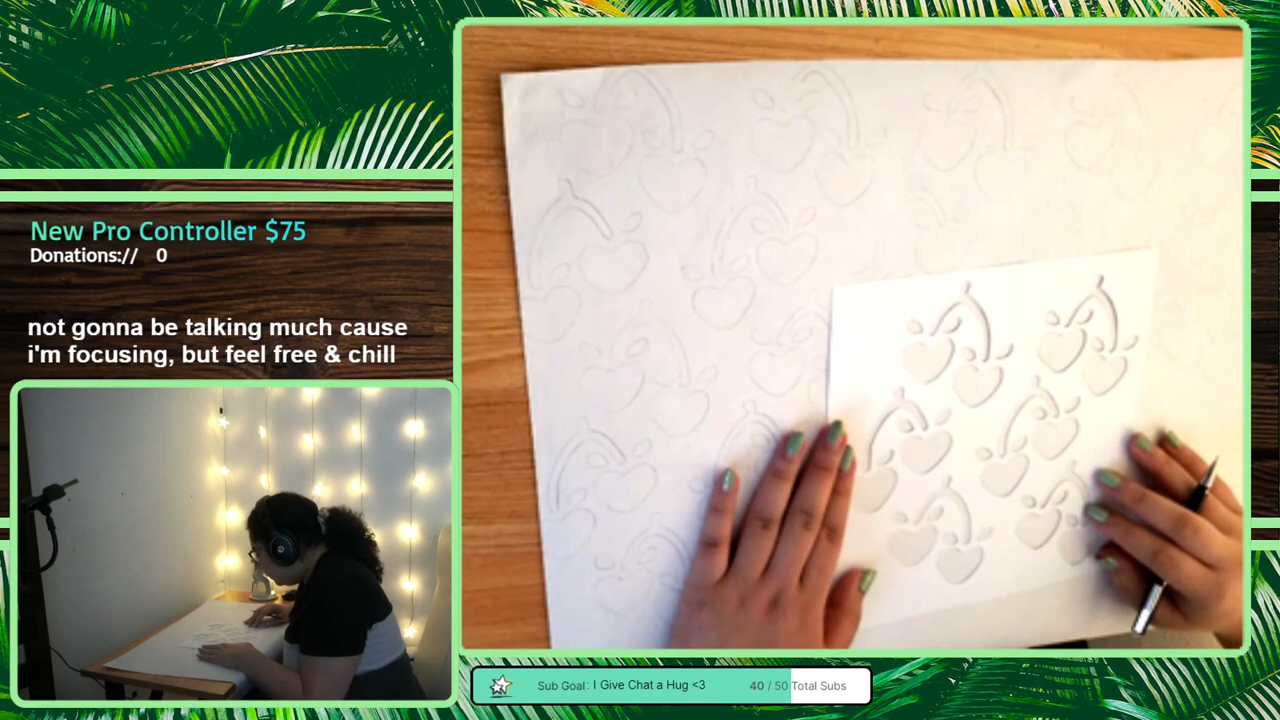 New Pro Controller $75
Donations:// 0
not gonna be talking much cause
i'm focusing, but feel free & chill
Sub Goal: I Give Chat a Hug <3 40 / 50 Total Subs